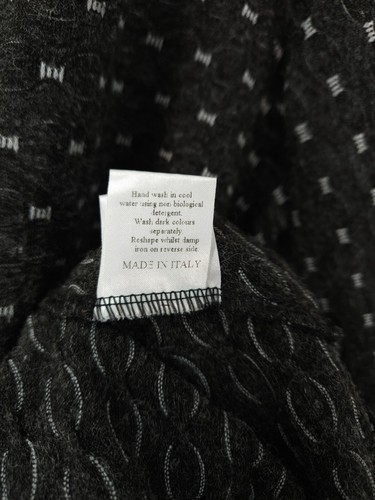 Hand wash in cool
water using non biological
detergent.
Wash dark colours
separately
Reshape whilst damp
iron on reverse side
MADE IN ITALY